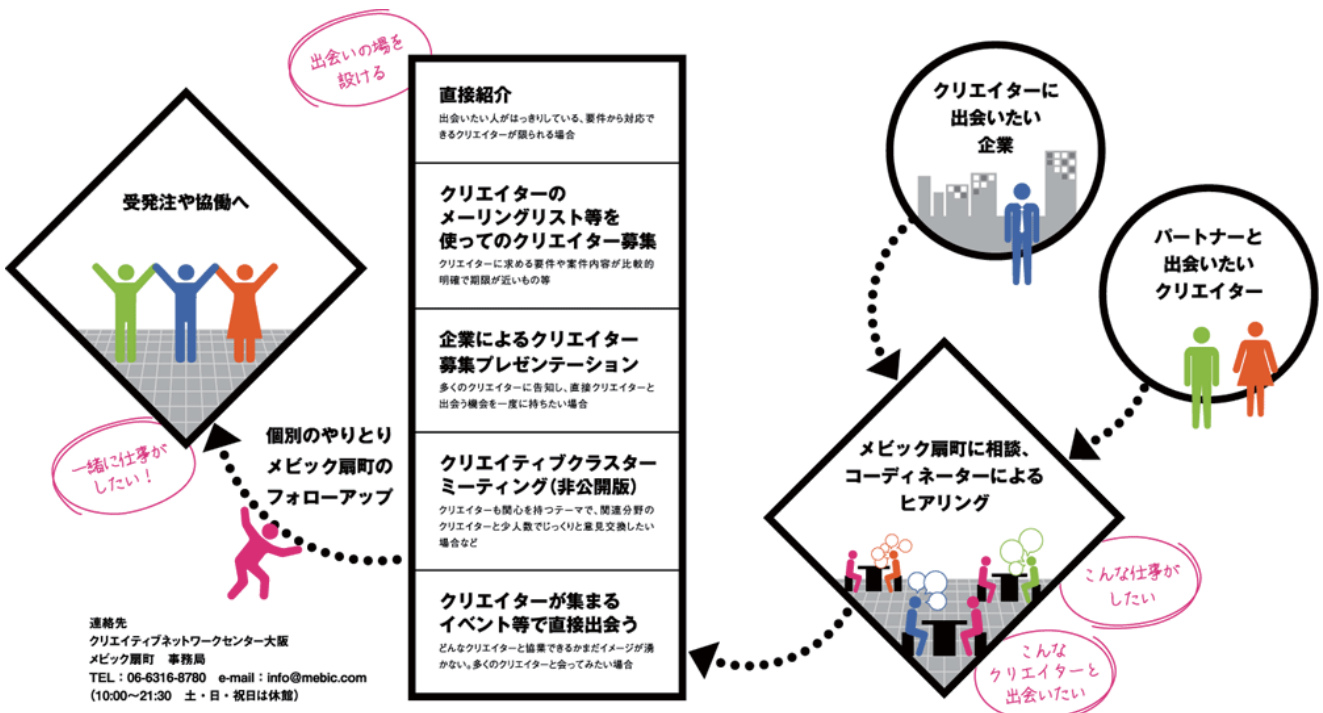 クリエイターに
出会いたい
企業
パートナーと
出会いたい
クリエイター
メビック扇町に相談、
コーディネーターによる
ヒアリング
こんな仕事が
したい
こんな
クリエイターと
出会いたい
出会いの場を
設ける
直接紹介
出会いたい人がはっきりしている、要件から対応で
きるクリエイターが限られる場合
クリエイターの
メーリングリスト等を
使ってのクリエイター募集
クリエイターに求める要件や案件内容が比較的
明確で期限が近いもの等
企業によるクリエイター
募集プレゼンテーション
多くのクリエイターに告知し、直接クリエイターと
出会う機会を一度に持ちたい場合
クリエイティブクラスター
ミーティング(非公開版)
クリエイターも関心を持つテーマで、関連分野の
クリエイターと少人数でじっくりと意見交換したい
場合など
クリエイターが集まる
イベント等で直接出会う
どんなクリエイターと協業できるかまだイメージが湧
かない。多くのクリエイターと会ってみたい場合
個別のやりとり
メビック扇町の
フォローアップ
受発注や協働へ
一緒に仕事が
したい！
連絡先
クリエイティブネットワークセンター大阪
メビック扇町　事務局
TEL：06-6316-8780　e-mail：info@mebic.com
（10:00〜21:30　土・日・祝日は休館）